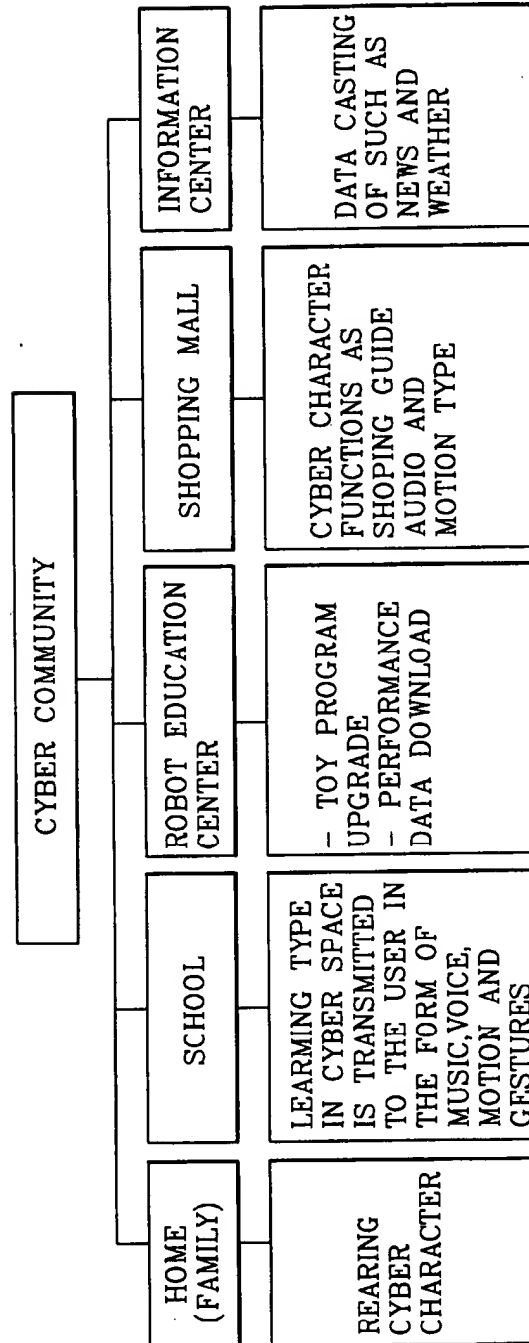 CYBER COMMUNITY
HOME
(FAMILY)
SCHOOL
ROBOT EDUCATION
CENTER
SHOPPING MALL
INFORMATION
CENTER
REARING
CYBER
CHARACTER
LEARMING TYPE
IN CYBER SPACE
IS TRANSMITTED
TO THE USER IN
THE FORM OF
MUSIC,VOICE,
MOTION AND
GESTURES
- TOY PROGRAM
UPGRADE
- PERFORMANCE
DATA DOWNLOAD
CYBER CHARACTER
FUNCTIONS AS
SHOPING GUIDE
AUDIO AND
MOTION TYPE
DATA CASTING
OF SUCH AS
NEWS AND
WEATHER